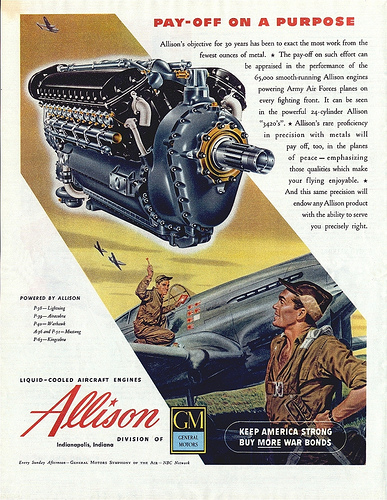 PAY-OFF ON A PURPOSE
Allison's objective for 30 years has been to exact the most work from the
fewest ounces of metal. ★ The pay-off on such effort can
be appraised in the performance of the
65,000 smooth-running Allison engines
powering Army Air Forces planes on
every fighting front. It can be seen
in the powerful 24-cylinder Allison
"3420's". ★ Allison's rare proficiency
in precision with metals will
pay off, too, in the planes
of peace—emphasizing
those qualities which make
your flying enjoyable. ★
And this same precision will
endow any Allison product
with the ability to serve
you precisely right.
POWERED BY ALLISON
P-38—Lightning
P-39—Airacobra
P-40—Warhawk
A-36 and P-51—Mustang
P-63—Kingcobra
LIQUID-COOLED AIRCRAFT ENGINES
Allison
DIVISION OF
Indianapolis, Indiana
GM
GENERAL
MOTORS
KEEP AMERICA STRONG
BUY MORE WAR BONDS
Every Sunday Afternoon—GENERAL MOTORS SYMPHONY OF THE AIR—NBC Network